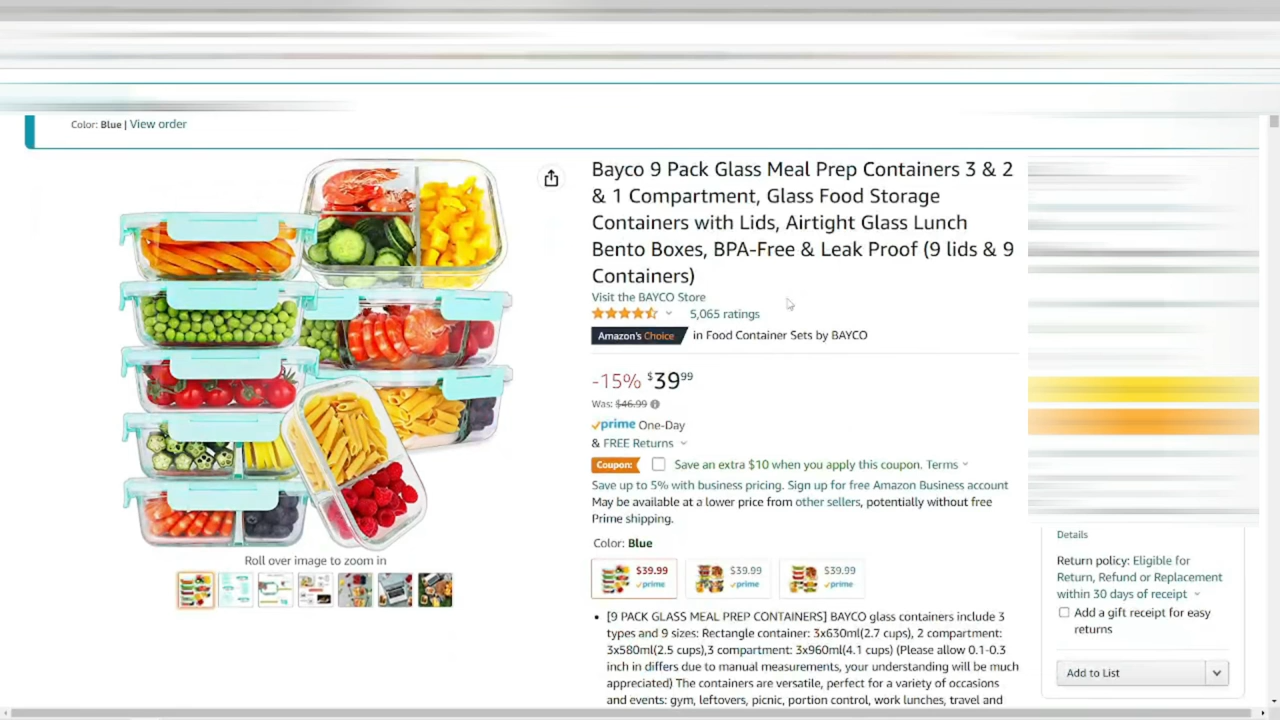 Color: Blue | View order
Bayco 9 Pack Glass Meal Prep Containers 3 & 2
& 1 Compartment, Glass Food Storage
Containers with Lids, Airtight Glass Lunch
Bento Boxes, BPA-Free & Leak Proof (9 lids & 9
Containers)
Visit the BAYCO Store
5,065 ratings
Amazon's Choice in Food Container Sets by BAYCO
-15% $39 99
Was: $46.99
prime One-Day
& FREE Returns
Coupon: Save an extra $10 when you apply this coupon. Terms
Save up to 5% with business pricing. Sign up for free Amazon Business account
May be available at a lower price from other sellers, potentially without free
Prime shipping.
Color: Blue
$39.99 $39.99 $39.99
prime prime prime
• [9 PACK GLASS MEAL PREP CONTAINERS] BAYCO glass containers include 3
types and 9 sizes: Rectangle container: 3x630ml(2.7 cups), 2 compartment:
3x580ml(2.5 cups),3 compartment: 3x960ml(4.1 cups) (Please allow 0.1-0.3
inch in differs due to manual measurements, your understanding will be much
appreciated) The containers are versatile, perfect for a variety of occasions
and events: gym, leftovers, picnic, portion control, work lunches, travel and
Roll over image to zoom in
Details
Return policy: Eligible for
Return, Refund or Replacement
within 30 days of receipt
Add a gift receipt for easy
returns
Add to List